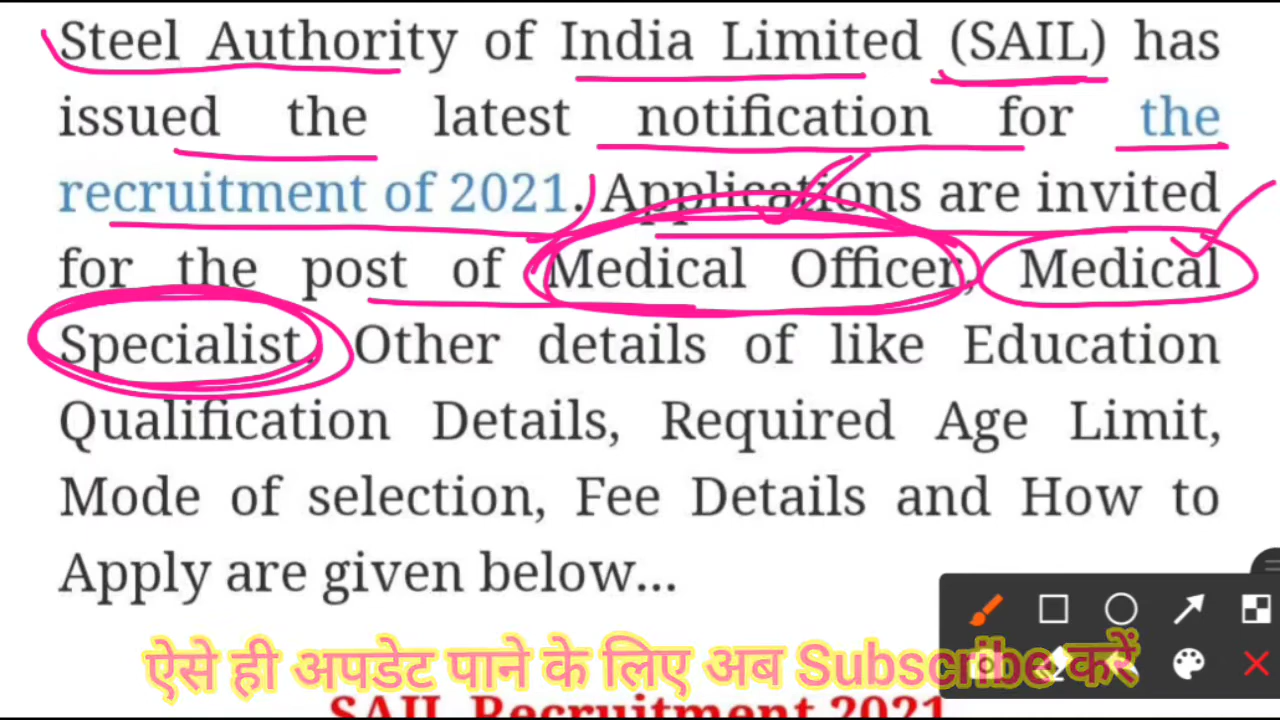 Steel Authority of India Limited (SAIL) has
issued the latest notification for the
recruitment of 2021. Applications are invited
for the post of Medical Officer, Medical
Specialist. Other details of like Education
Qualification Details, Required Age Limit,
Mode of selection, Fee Details and How to
Apply are given below...
ऐसे ही अपडेट पाने के लिए अब Subscribe करें
SAIL Recruitment 2021